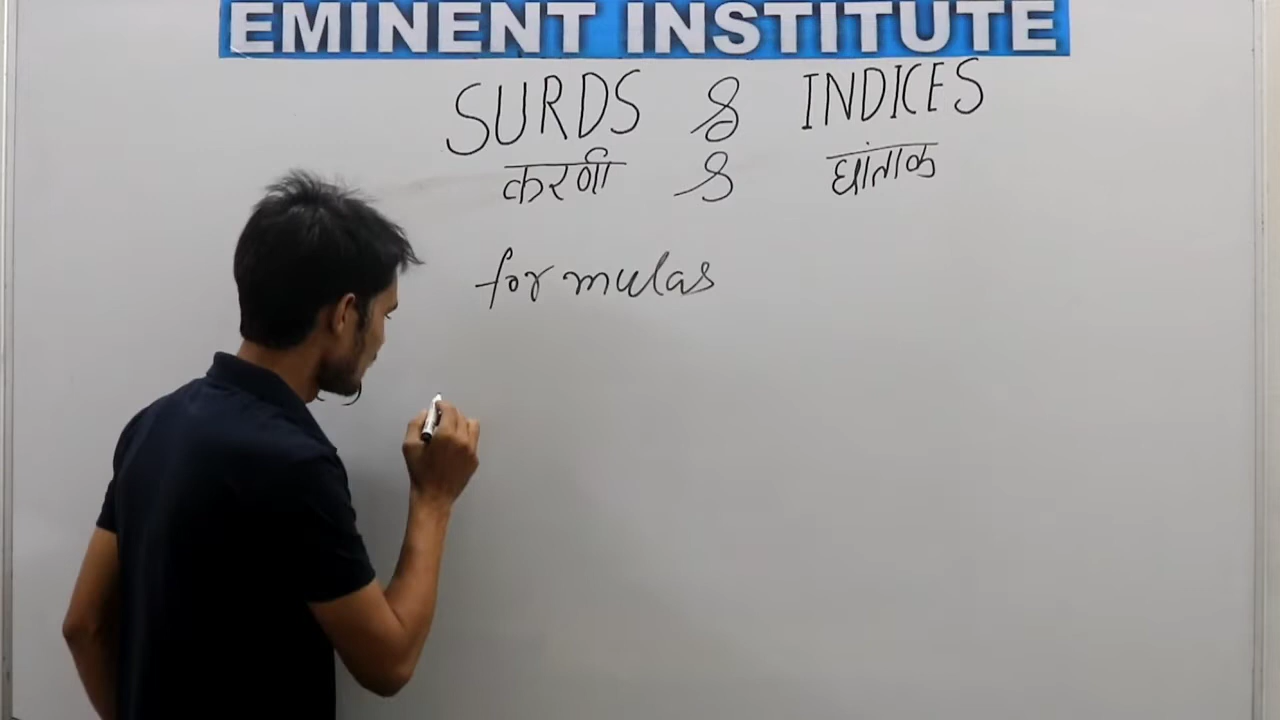 EMINENT INSTITUTE
SURDS & INDICES
करणी & घांताक
formulas